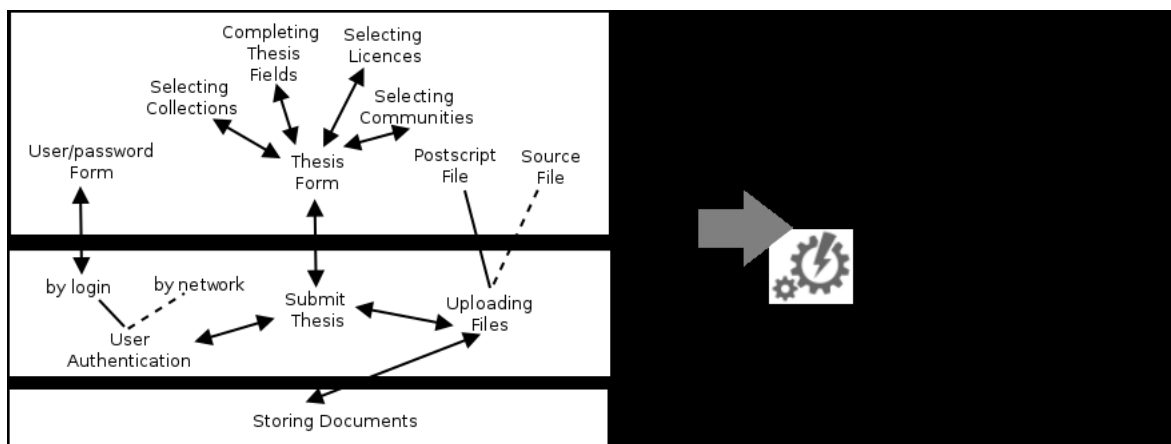 Completing
Thesis
Fields
Selecting
Licences
Selecting
Collections
Selecting
Communities
User/password
Form
Thesis
Form
Postscript
File
Source
File
by login
by network
Submit
Thesis
Uploading
Files
User
Authentication
Storing Documents